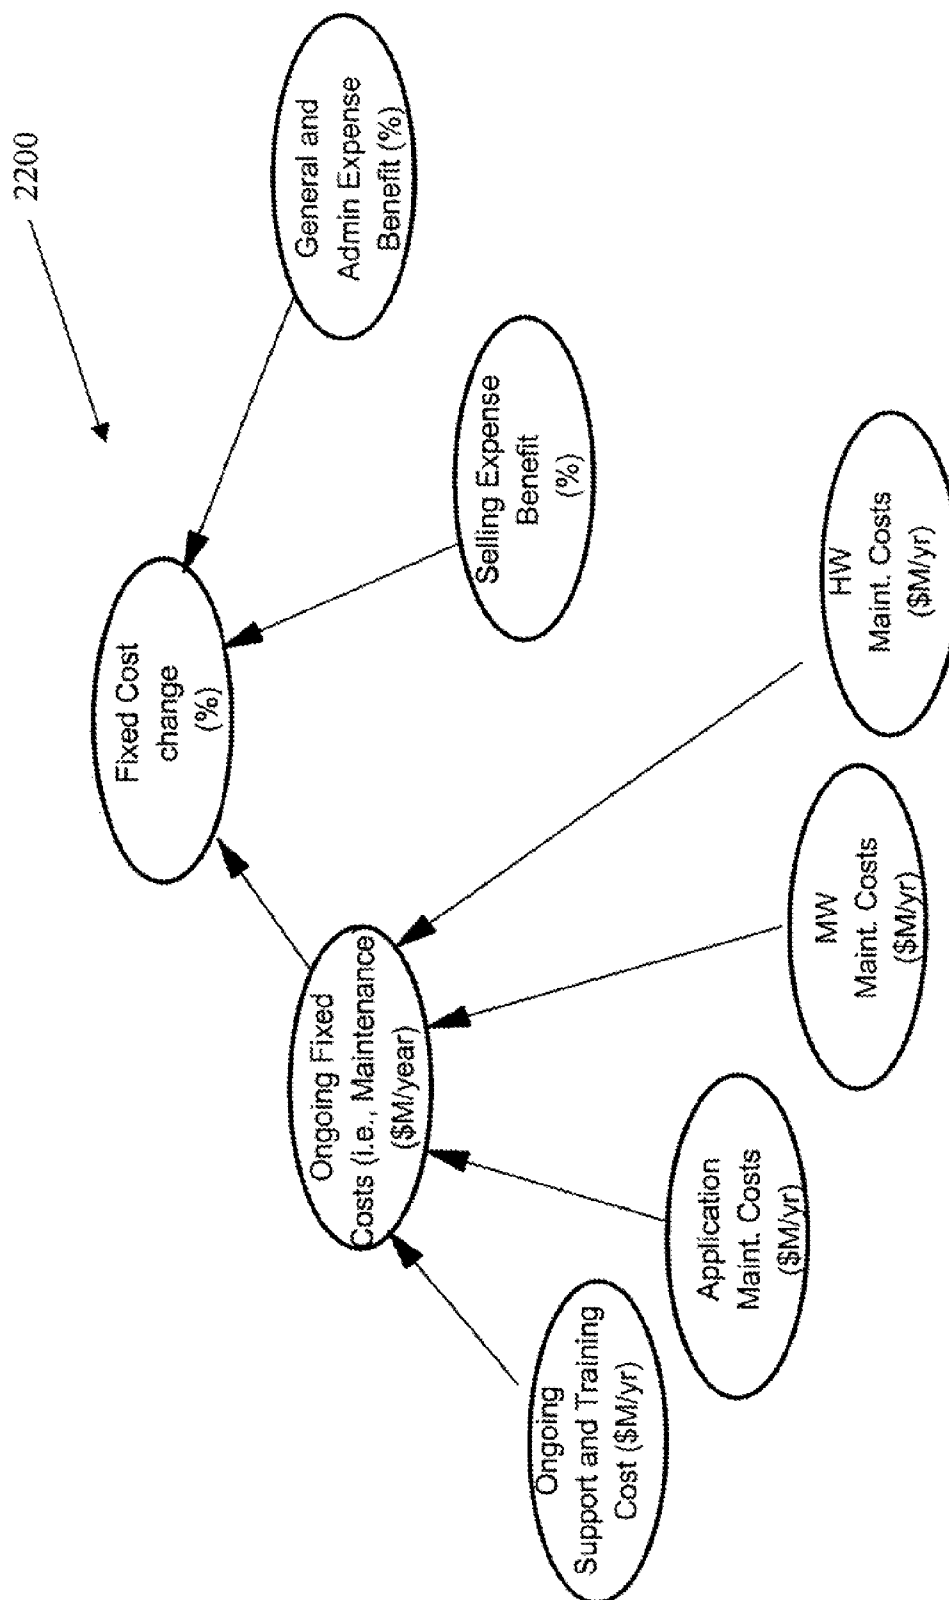 2200
Fixed Cost
change
(%)
General and
Admin Expense
Benefit (%)
Selling Expense
Benefit
(%)
Ongoing Fixed
Costs (i.e., Maintenance
($M/year)
Ongoing
Support and Training
Cost ($M/yr)
Application
Maint. Costs
($M/yr)
MW
Maint. Costs
($M/yr)
HW
Maint. Costs
($M/yr)